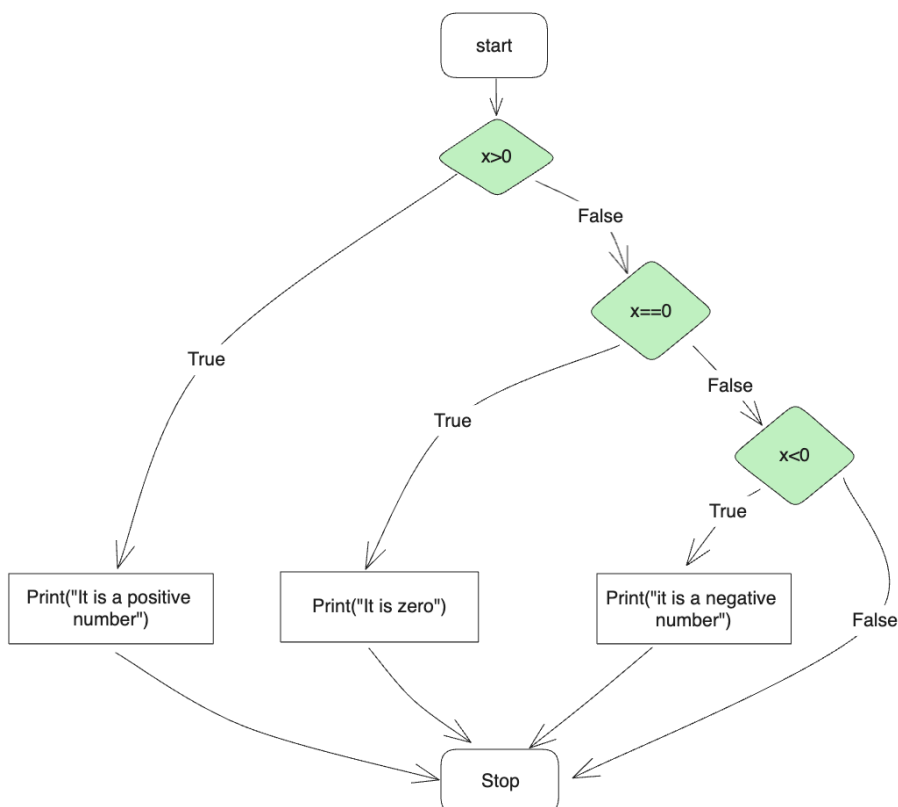 start
x>0
False
x==0
True
False
True
x<0
True
Print("It is a positive
number")
Print("It is zero")
Print("it is a negative
number")
False
Stop